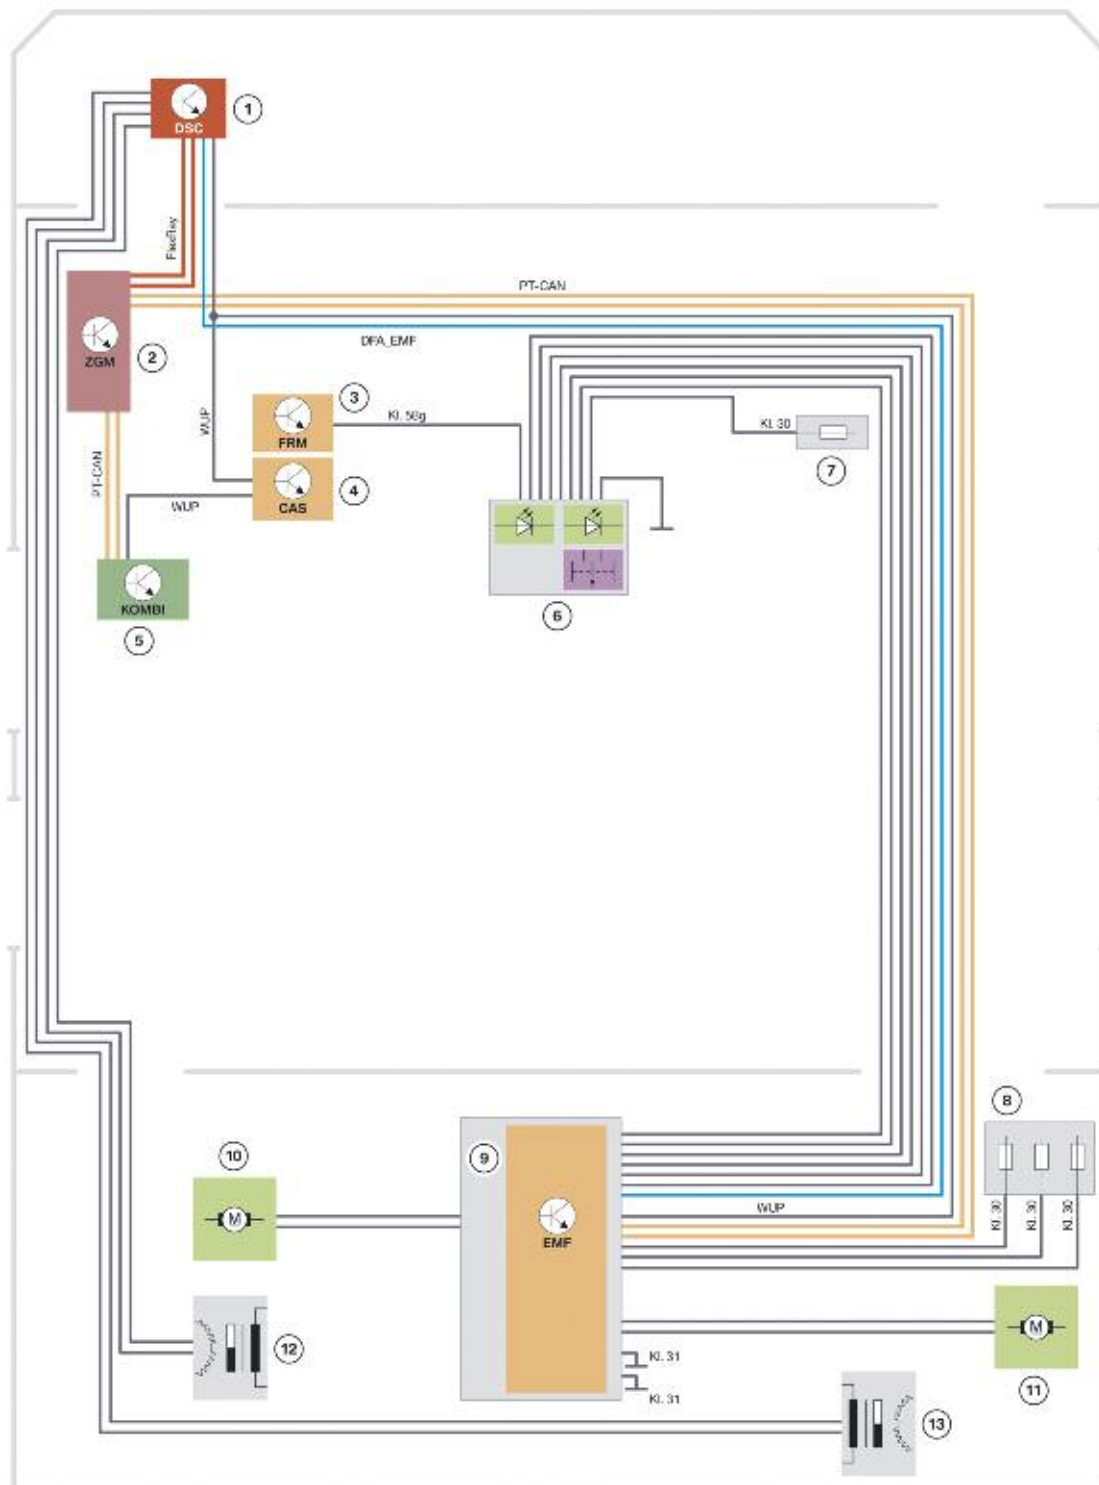 DSC
1
FlexRay
PT-CAN
ZGM
2
DFA_EMF
3
FRM
Kl. 58g
Kl. 30
7
WUP
PT-CAN
CAS
4
WUP
KOMBI
5
6
8
10
9
M
EMF
WUP
Kl. 30
Kl. 30
Kl. 30
12
M
11
Kl. 31
Kl. 31
13